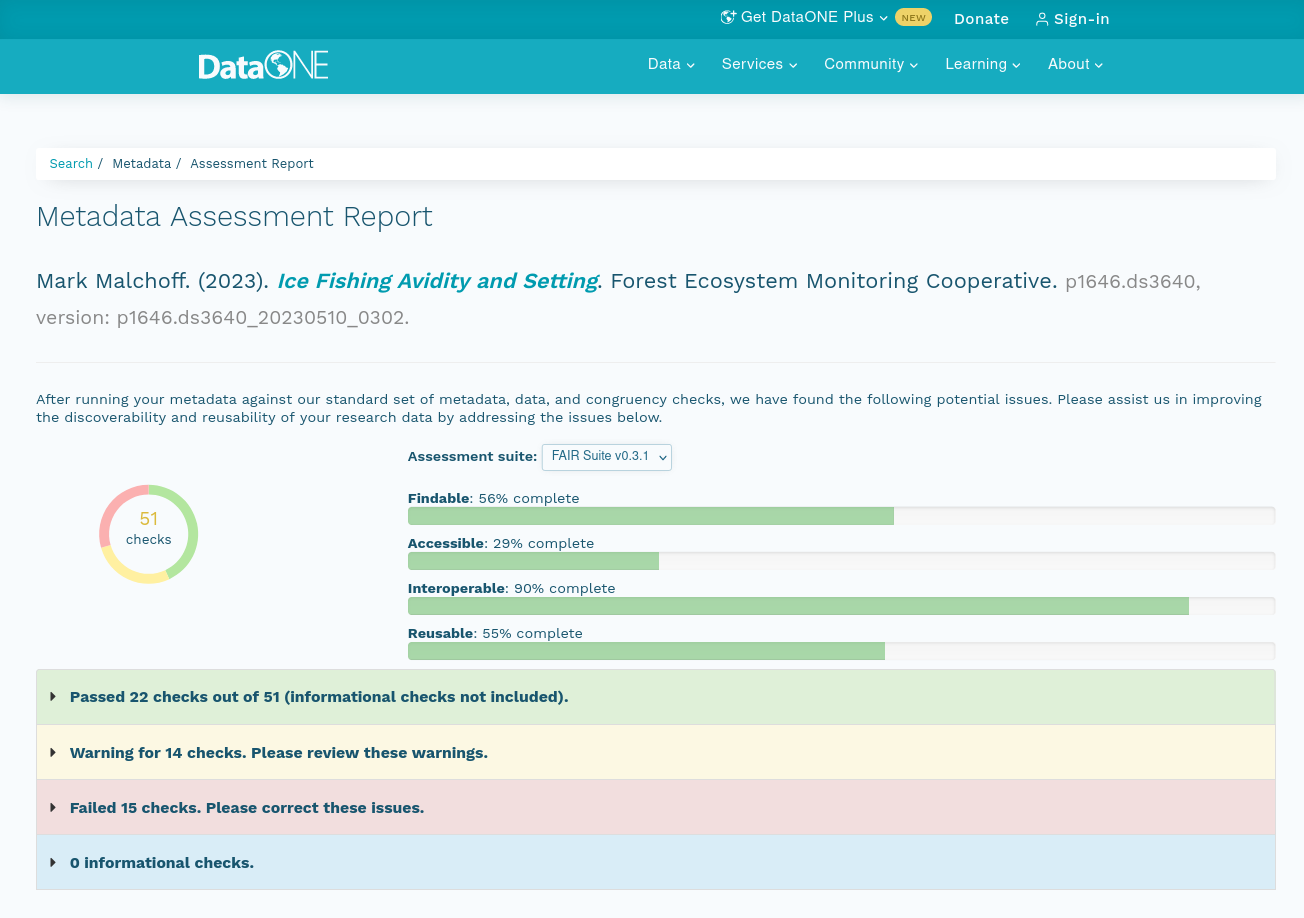 Get DataONE Plus NEW Donate Sign-in
DataONE Data Services Community Learning About
Search / Metadata / Assessment Report
Metadata Assessment Report
Mark Malchoff. (2023). Ice Fishing Avidity and Setting. Forest Ecosystem Monitoring Cooperative. p1646.ds3640,
version: p1646.ds3640_20230510_0302.
After running your metadata against our standard set of metadata, data, and congruency checks, we have found the following potential issues. Please assist us in improving
the discoverability and reusability of your research data by addressing the issues below.
51
checks
Assessment suite: FAIR Suite v0.3.1
Findable: 56% complete
Accessible: 29% complete
Interoperable: 90% complete
Reusable: 55% complete
Passed 22 checks out of 51 (informational checks not included).
Warning for 14 checks. Please review these warnings.
Failed 15 checks. Please correct these issues.
0 informational checks.